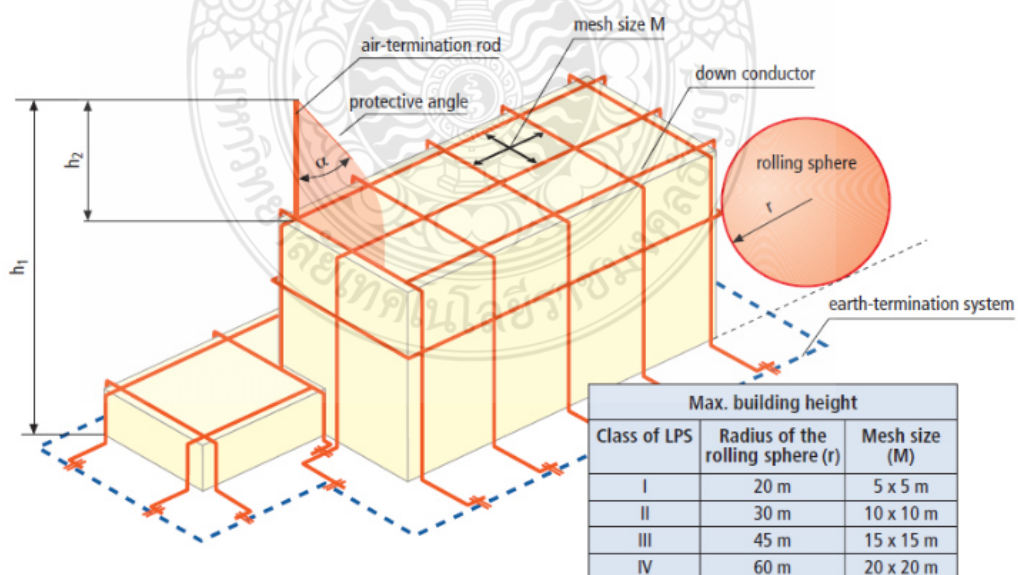 mesh size M
air-termination rod
down conductor
protective angle
h2
α
rolling sphere
r
h1
earth-termination system
Max. building height
Class of LPS
Radius of the
rolling sphere (r)
Mesh size
(M)
I 20 m 5 x 5 m
II 30 m 10 x 10 m
III 45 m 15 x 15 m
IV 60 m 20 x 20 m